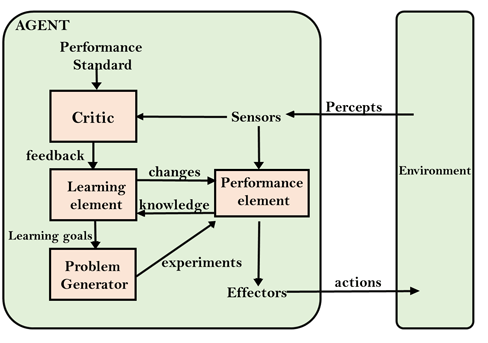 AGENT
Performance
Standard
Critic
Sensors
Percepts
feedback
changes
Learning
element
Performance
element
knowledge
Environment
Learning goals
Problem
Generator
experiments
Effectors
actions